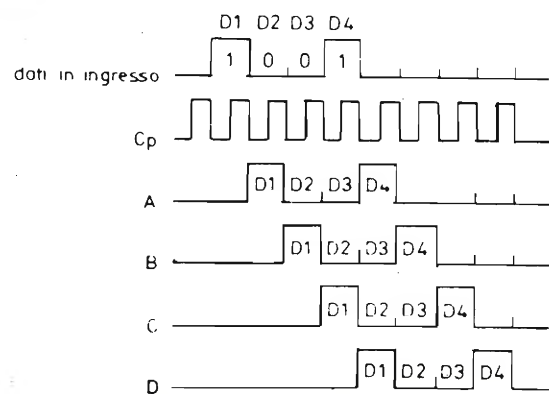 D1 D2 D3 D4
dati in ingresso 1 0 0 1
Cp
A D1 D2 D3 D4
B D1 D2 D3 D4
C D1 D2 D3 D4
D D1 D2 D3 D4